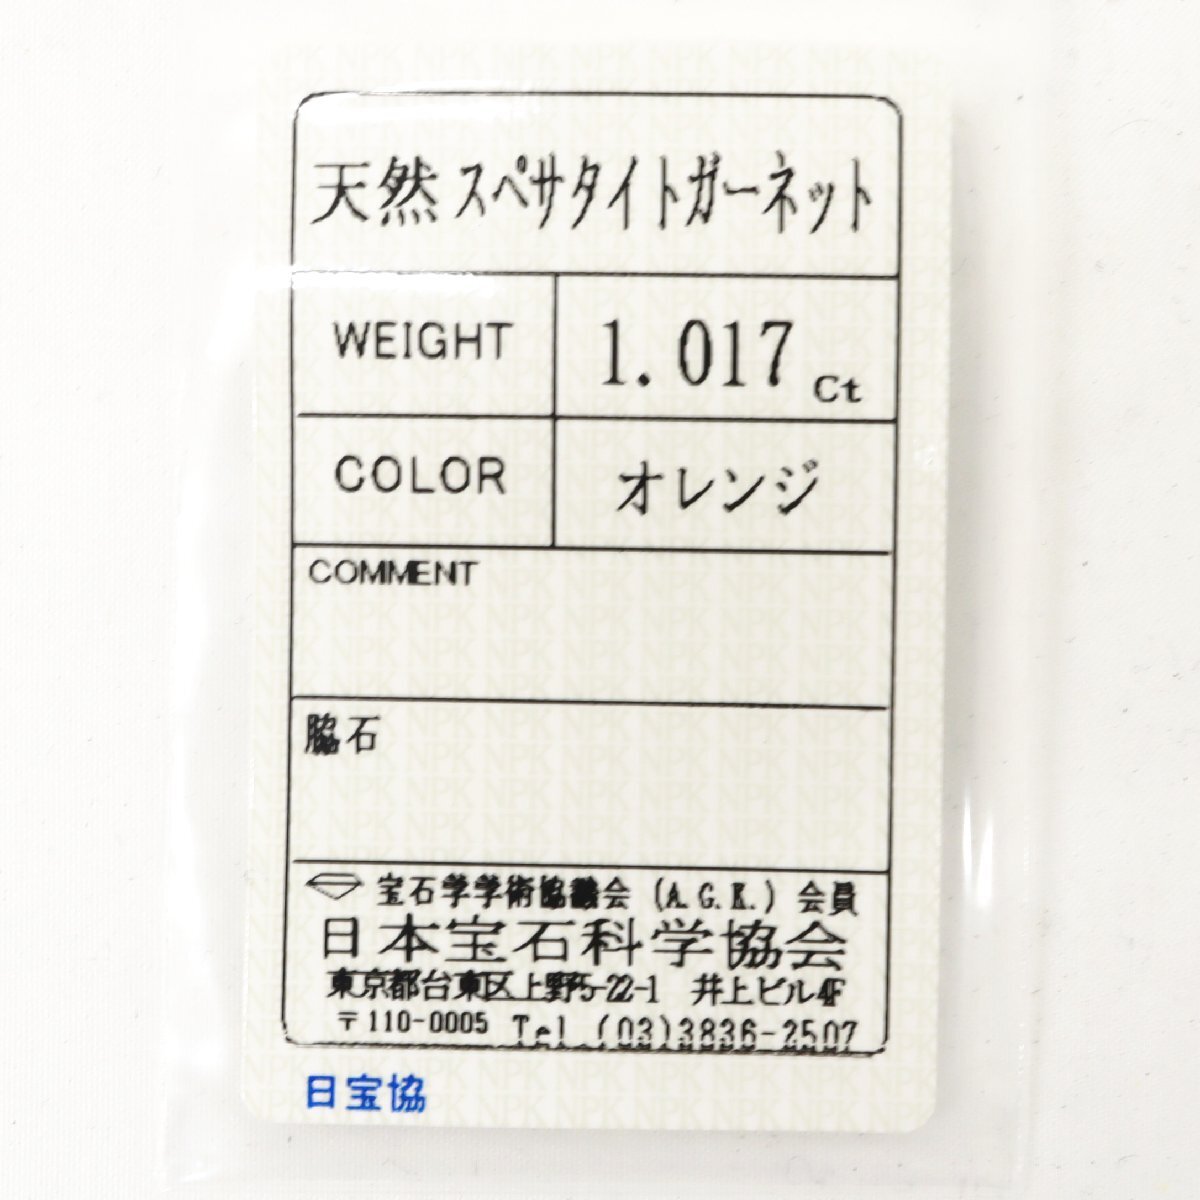 天然 スペサタイトガーネット
WEIGHT 1.017 Ct
COLOR オレンジ
COMMENT
脇石
宝石学学術協議会 (A.G.K.) 会員
日本宝石科学協会
東京都台東区上野5-22-1 井上ビル4F
〒110-0005 Tel (03)3836-2507
日宝協